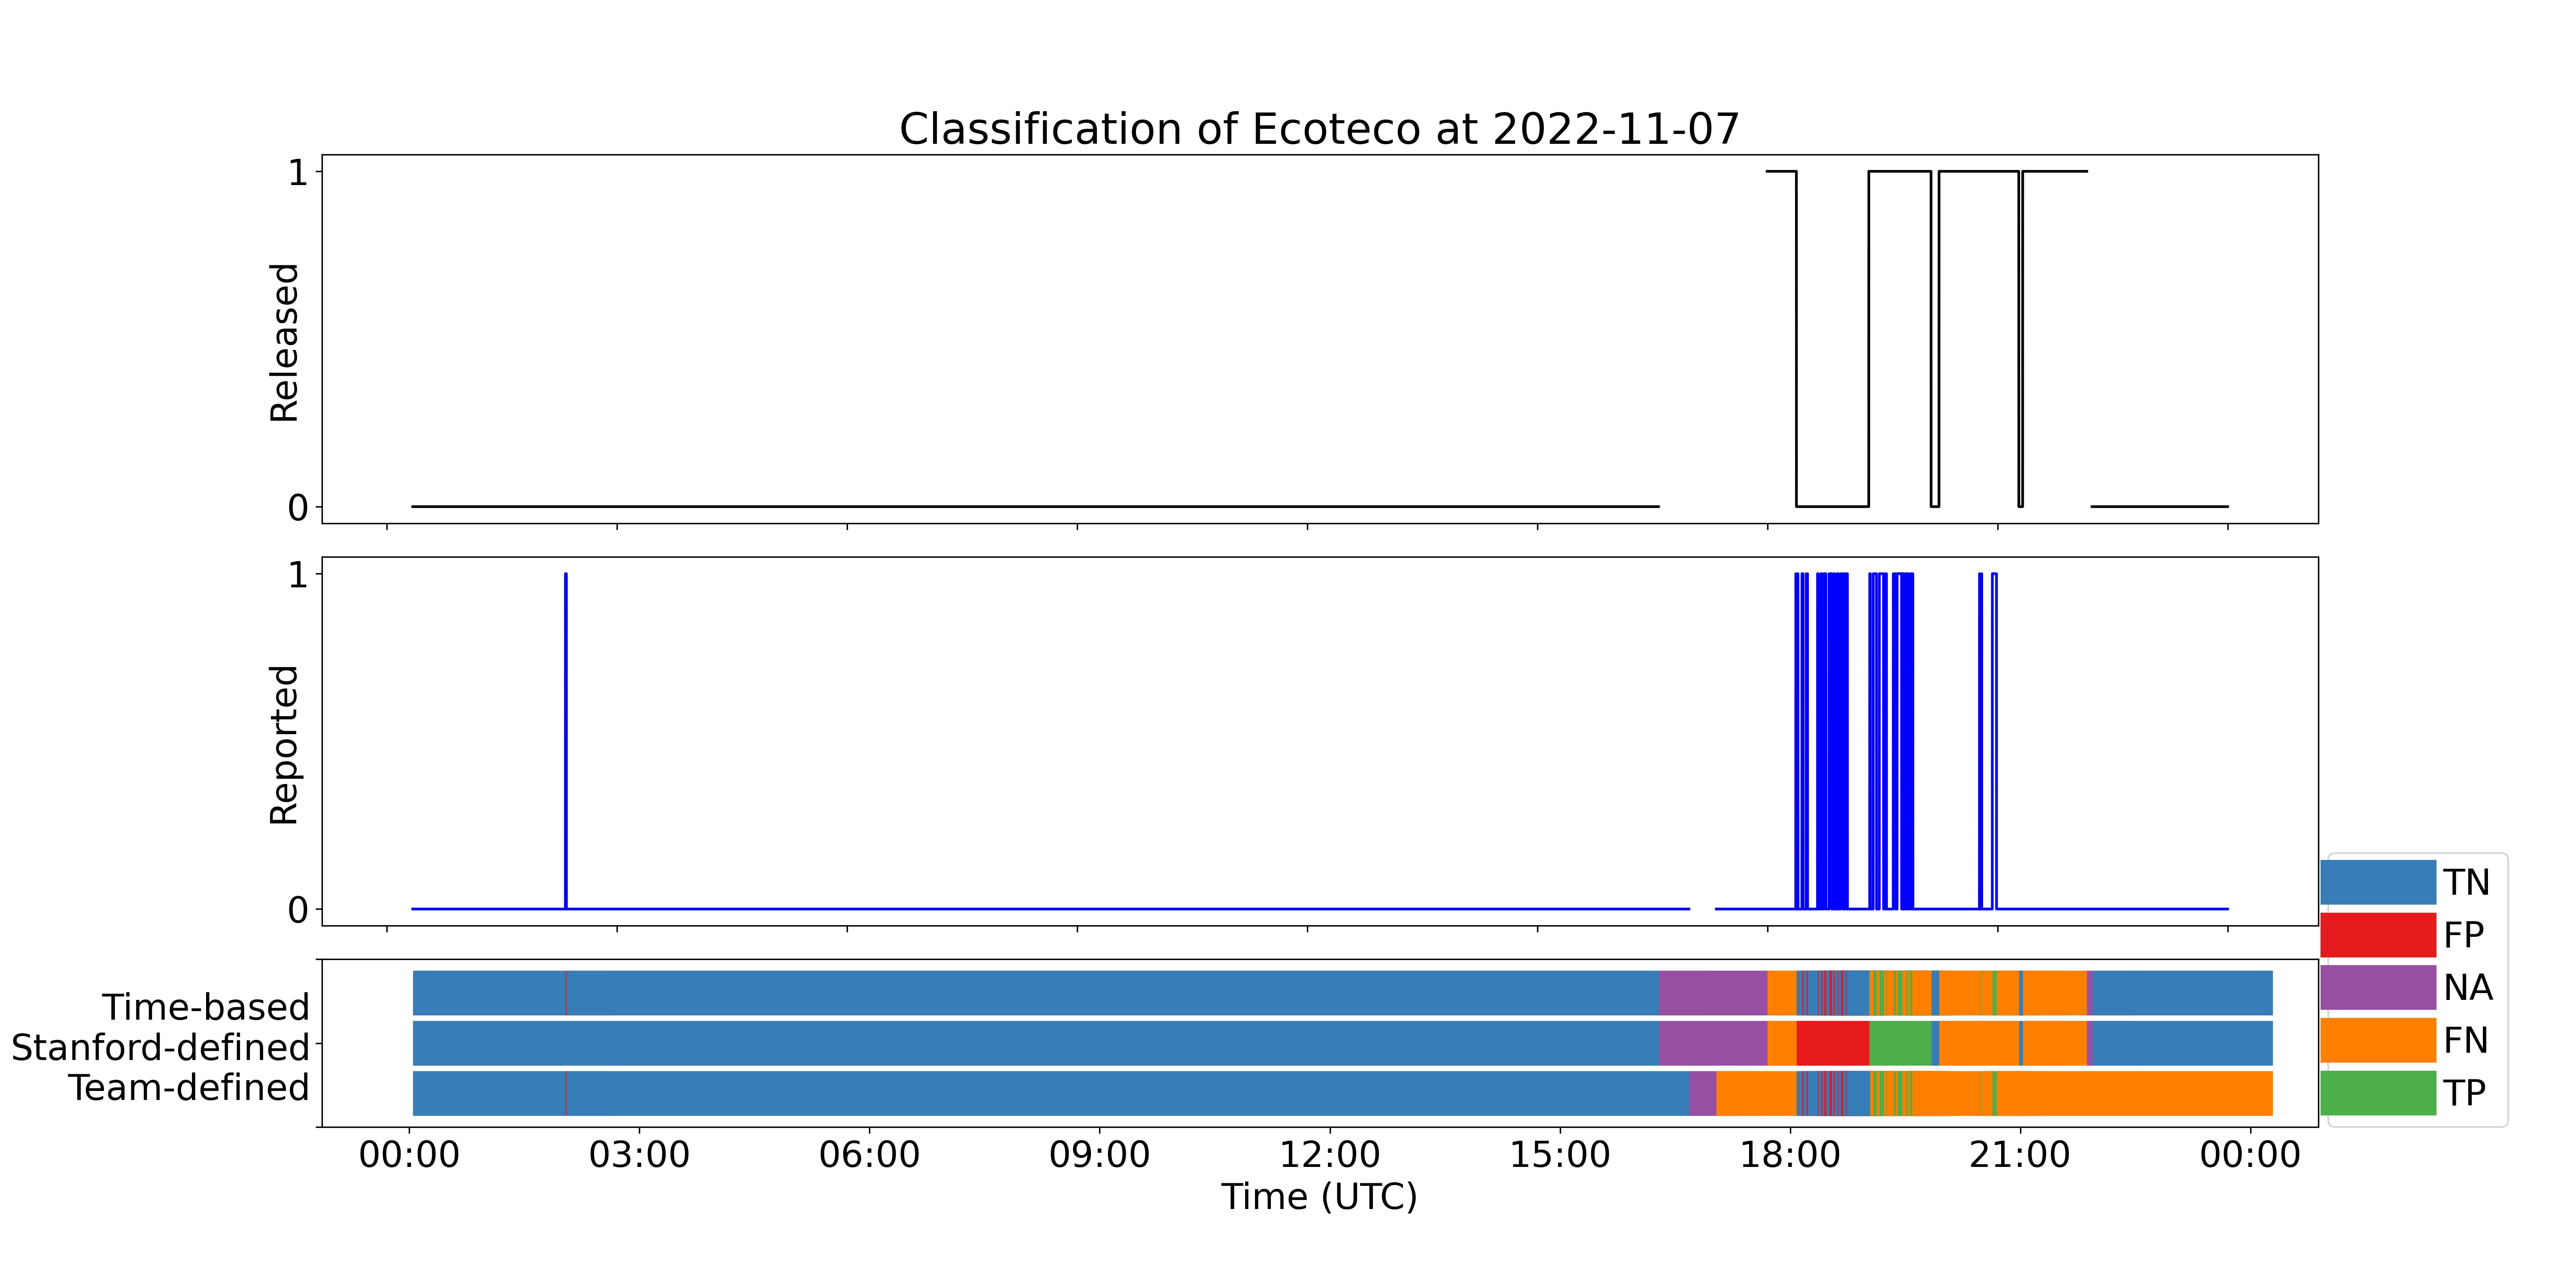 Classification of Ecoteco at 2022-11-07
1
Released
0
1
Reported
0
TN
FP
NA
FN
TP
Time-based
Stanford-defined
Team-defined
00:00 03:00 06:00 09:00 12:00 15:00 18:00 21:00 00:00
Time (UTC)